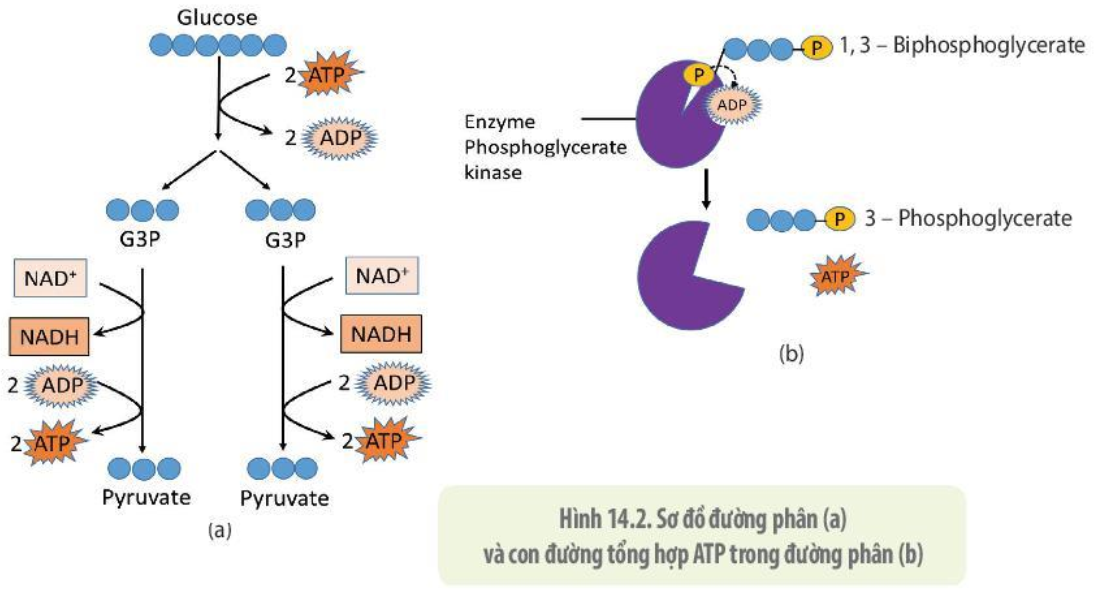 Glucose
2 ATP
2 ADP
G3P
G3P
NAD⁺
NAD⁺
NADH
NADH
2 ADP
2 ADP
2 ATP
2 ATP
Pyruvate
Pyruvate
(a)
P
P
1, 3 – Biphosphoglycerate
ADP
Enzyme
Phosphoglycerate
kinase
P
3 – Phosphoglycerate
ATP
(b)
Hình 14.2. Sơ đồ đường phân (a)
và con đường tổng hợp ATP trong đường phân (b)